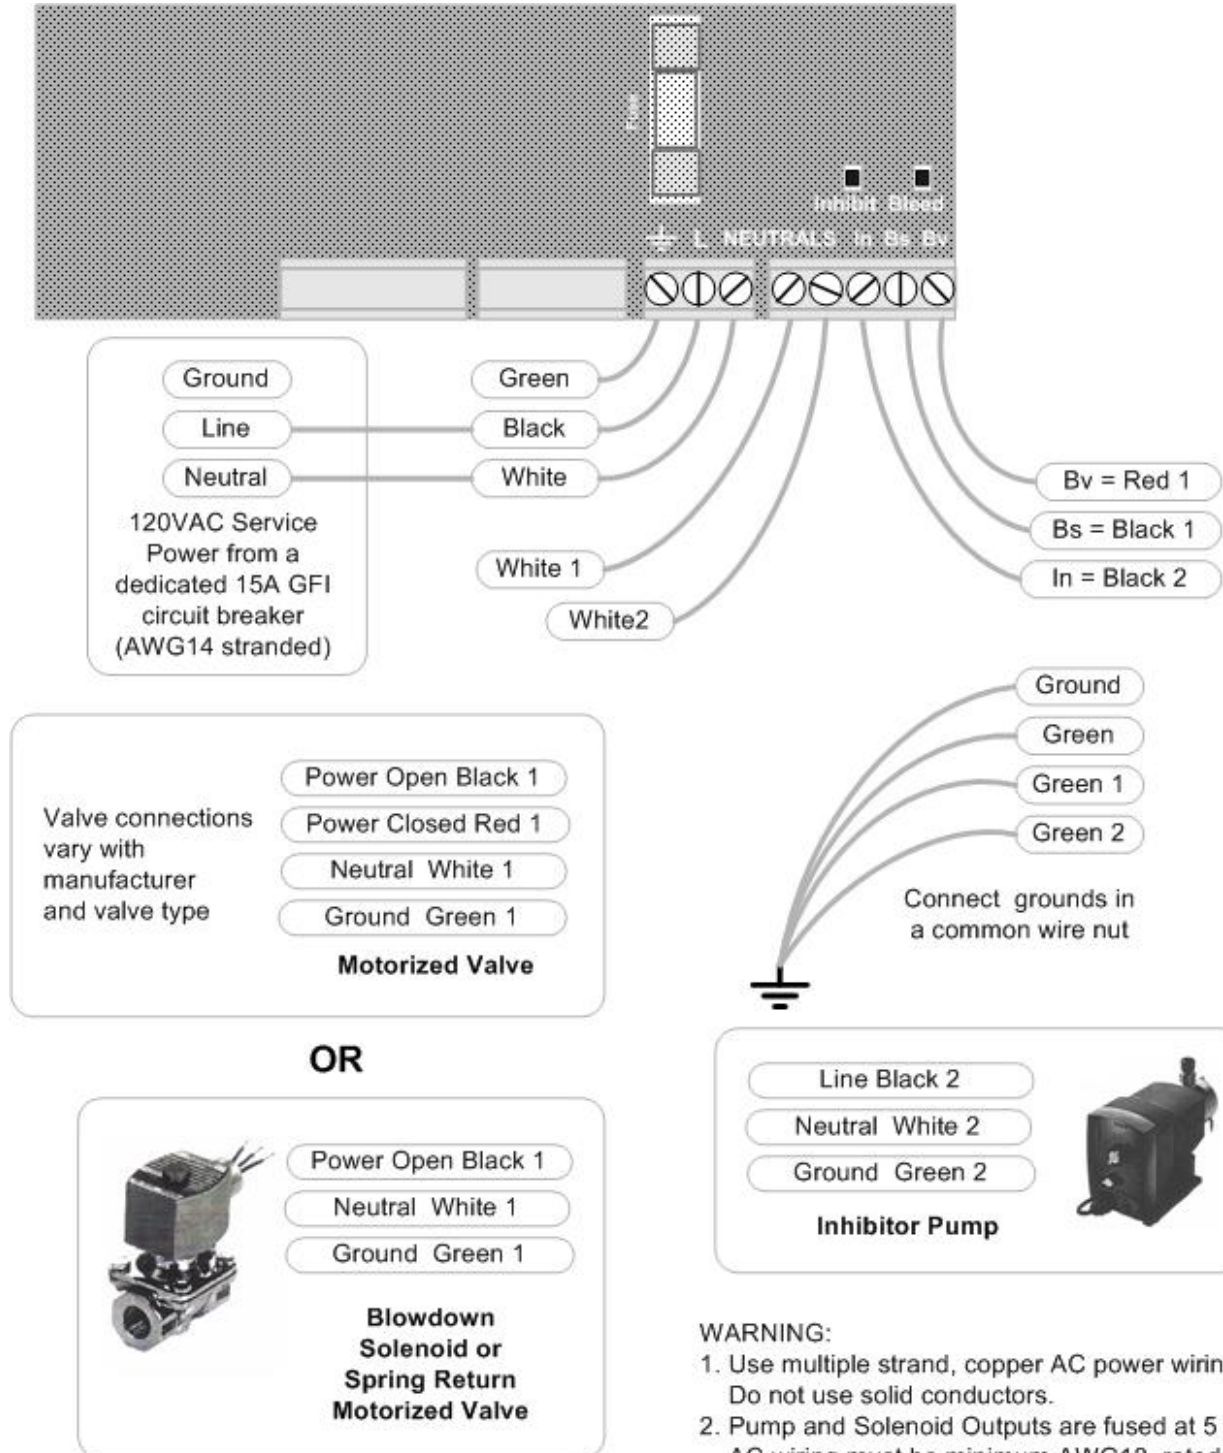 Fuse
Inhibit Bleed
L NEUTRALS In Bs Bv
Ground
Line
Neutral
120VAC Service
Power from a
dedicated 15A GFI
circuit breaker
(AWG14 stranded)
Green
Black
White
White 1
White2
Bv = Red 1
Bs = Black 1
In = Black 2
Ground
Green
Green 1
Green 2
Connect grounds in
a common wire nut
Valve connections
vary with
manufacturer
and valve type
Power Open Black 1
Power Closed Red 1
Neutral White 1
Ground Green 1
Motorized Valve
OR
Power Open Black 1
Neutral White 1
Ground Green 1
Blowdown
Solenoid or
Spring Return
Motorized Valve
Line Black 2
Neutral White 2
Ground Green 2
Inhibitor Pump
WARNING:
1. Use multiple strand, copper AC power wirin
Do not use solid conductors.
2. Pump and Solenoid Outputs are fused at 5